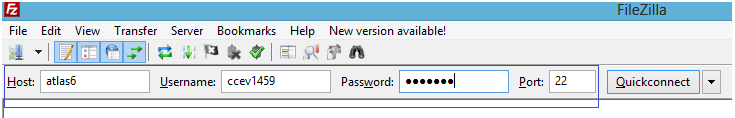 FileZilla
File Edit View Transfer Server Bookmarks Help New version available!
Host: atlas6 Username: ccev1459 Password: ●●●●●●● Port: 22 Quickconnect